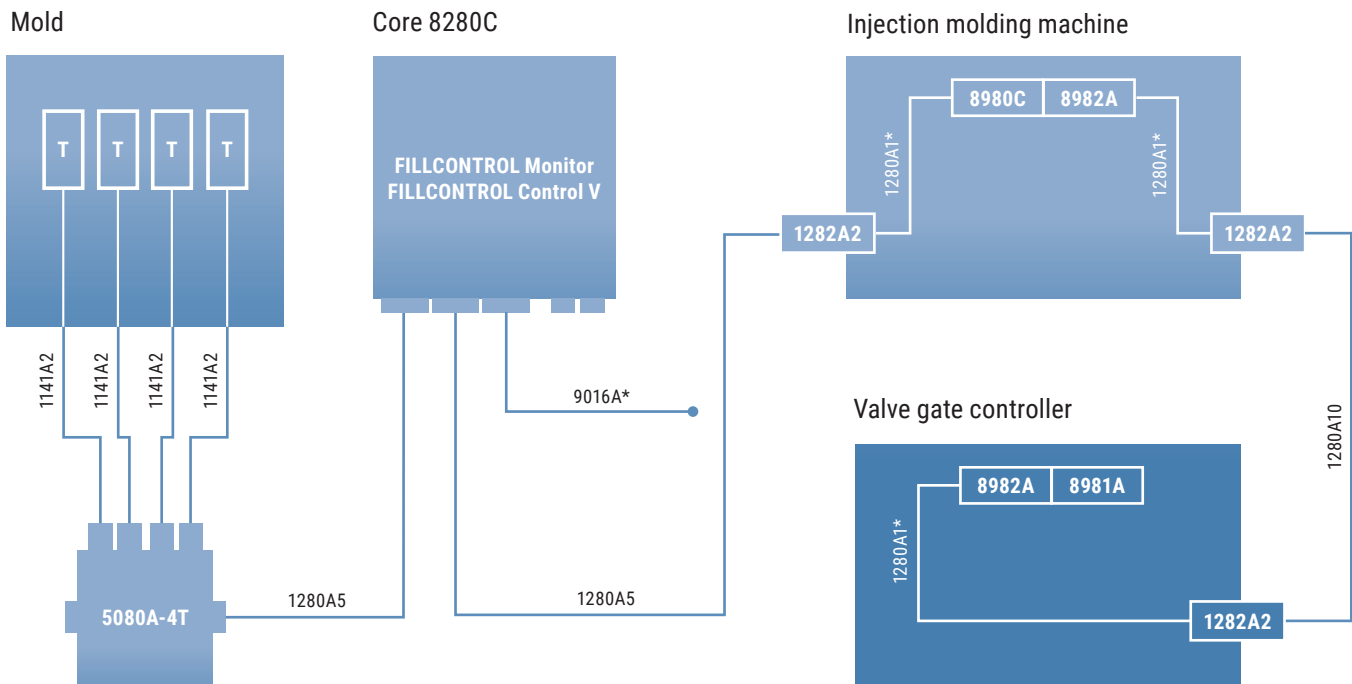 Mold
T
T
T
T
1141A2
1141A2
1141A2
1141A2
5080A-4T
1280A5
Core 8280C
FILLCONTROL Monitor
FILLCONTROL Control V
9016A*
1280A5
Injection molding machine
8980C
8982A
1280A1*
1280A1*
1282A2
1282A2
1280A10
Valve gate controller
8982A
8981A
1280A1*
1282A2